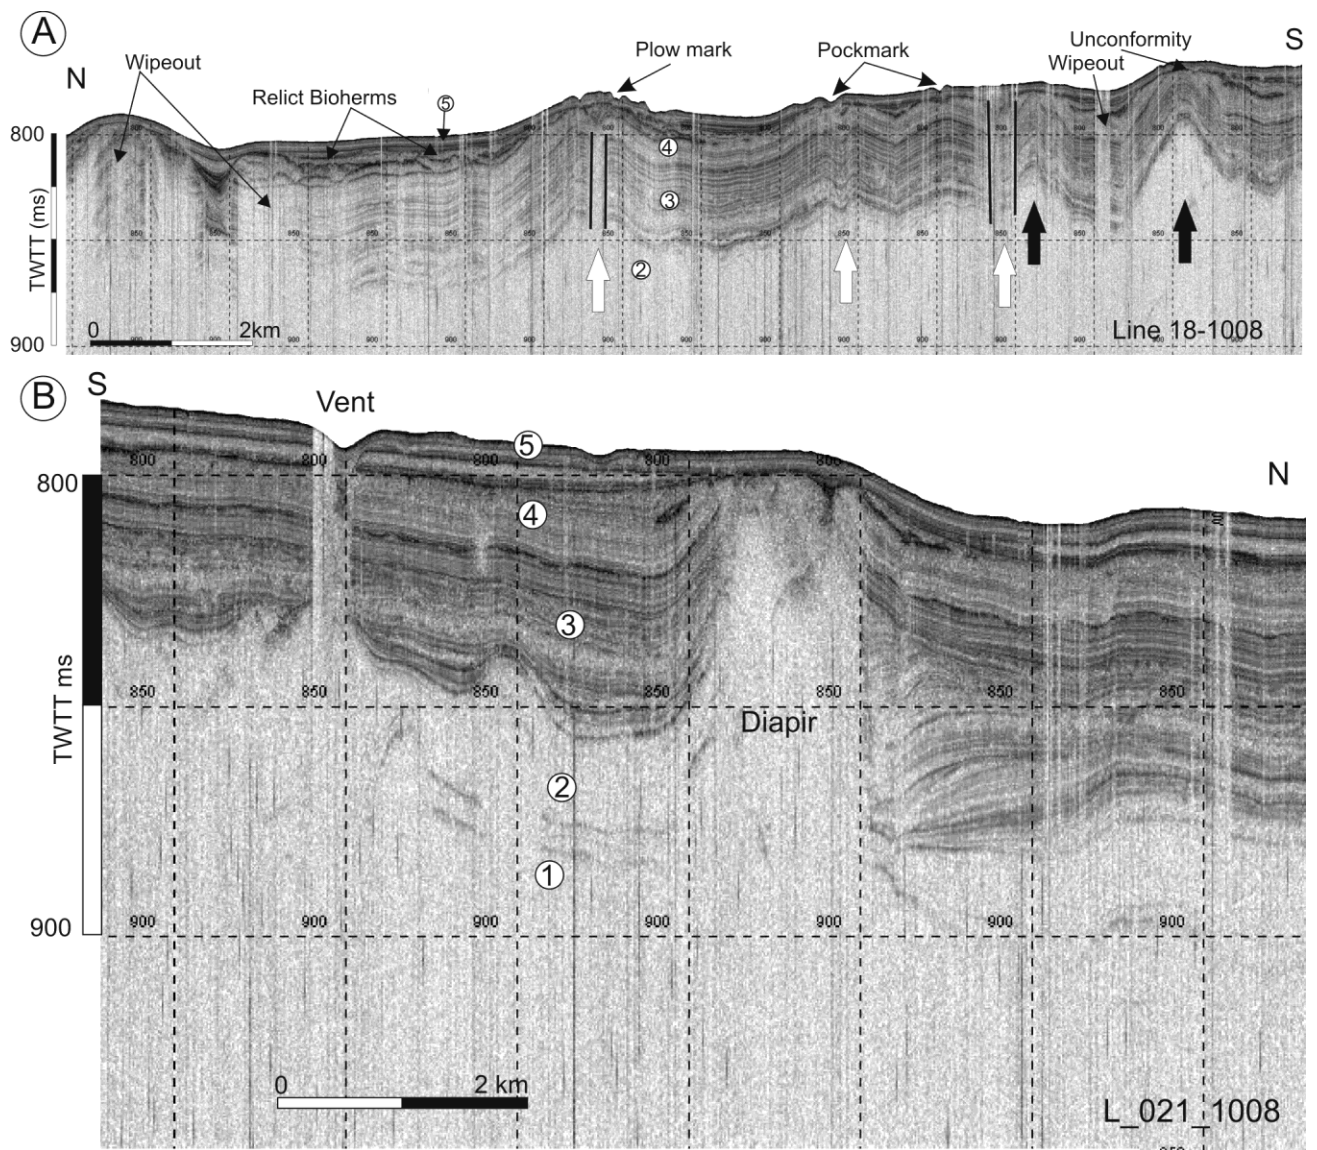 A
N
Wipeout
Relict Bioherms
5
Plow mark
Pockmark
Unconformity
Wipeout
S
800
TWTT (ms)
900
4
3
2
0 2km
Line 18-1008
B
S
Vent
N
5
800 800 800 800 800
800
4
3
850 850 850 850 850 850 850
TWTT ms
Diapir
2
1
900
900 900 900 900 900 900 900
0 2 km
L_021_1008